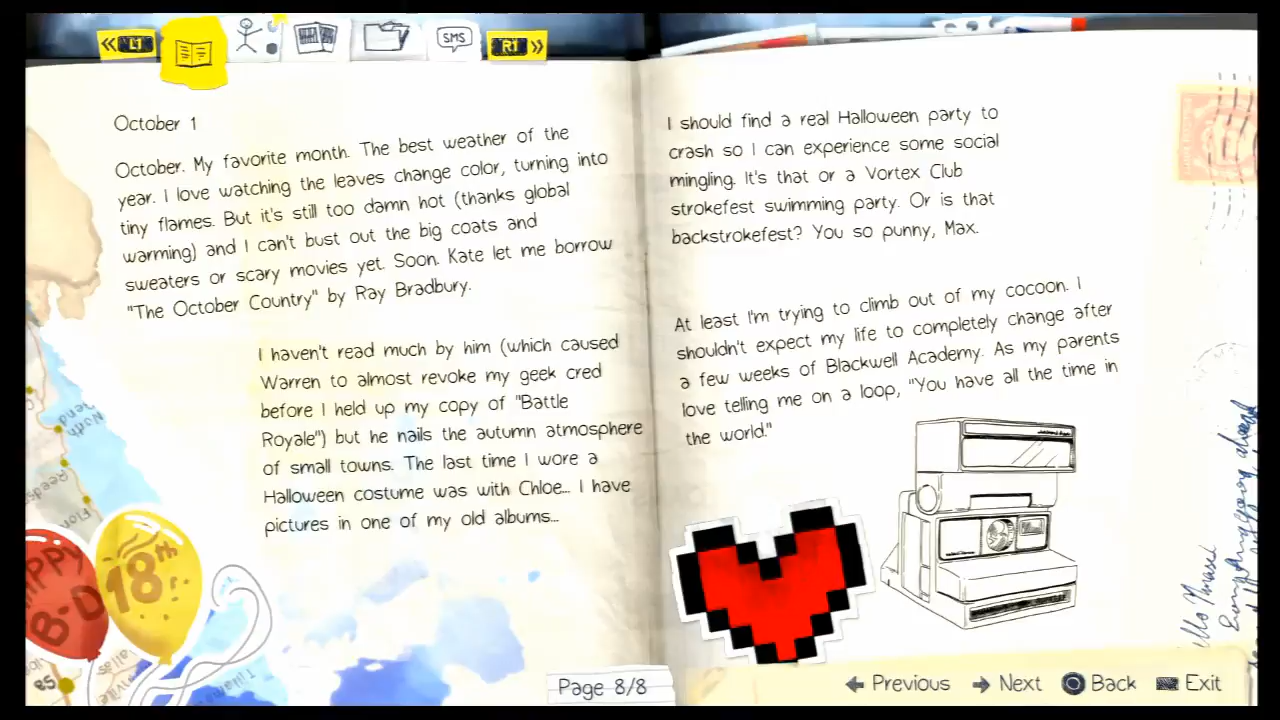 L1
SMS
R1
October 1
October. My favorite month. The best weather of the
year. I love watching the leaves change color, turning into
tiny flames. But it's still too damn hot (thanks global
warming) and I can't bust out the big coats and
sweaters or scary movies yet. Soon. Kate let me borrow
"The October Country" by Ray Bradbury.
I haven't read much by him (which caused
Warren to almost revoke my geek cred
before I held up my copy of "Battle
Royale") but he nails the autumn atmosphere
of small towns. The last time I wore a
Halloween costume was with Chloe... I have
pictures in one of my old albums...
I should find a real Halloween party to
crash so I can experience some social
mingling. It's that or a Vortex Club
strokefest swimming party. Or is that
backstrokefest? You so punny, Max.
At least I'm trying to climb out of my cocoon. I
shouldn't expect my life to completely change after
a few weeks of Blackwell Academy. As my parents
love telling me on a loop, "You have all the time in
the world."
North
Bend
Reeds
HAPPY
B-D
18th
Page 8/8
Previous
Next
Back
Exit